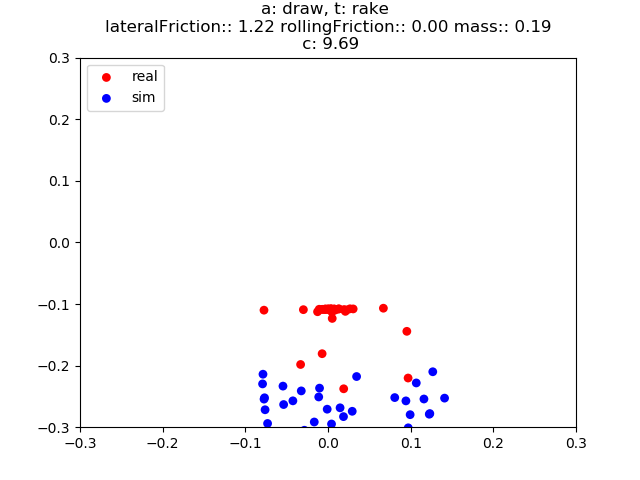 a: draw, t: rake
lateralFriction:: 1.22 rollingFriction:: 0.00 mass:: 0.19
c: 9.69
real
sim
0.3
0.2
0.1
0.0
−0.1
−0.2
−0.3
−0.3 −0.2 −0.1 0.0 0.1 0.2 0.3